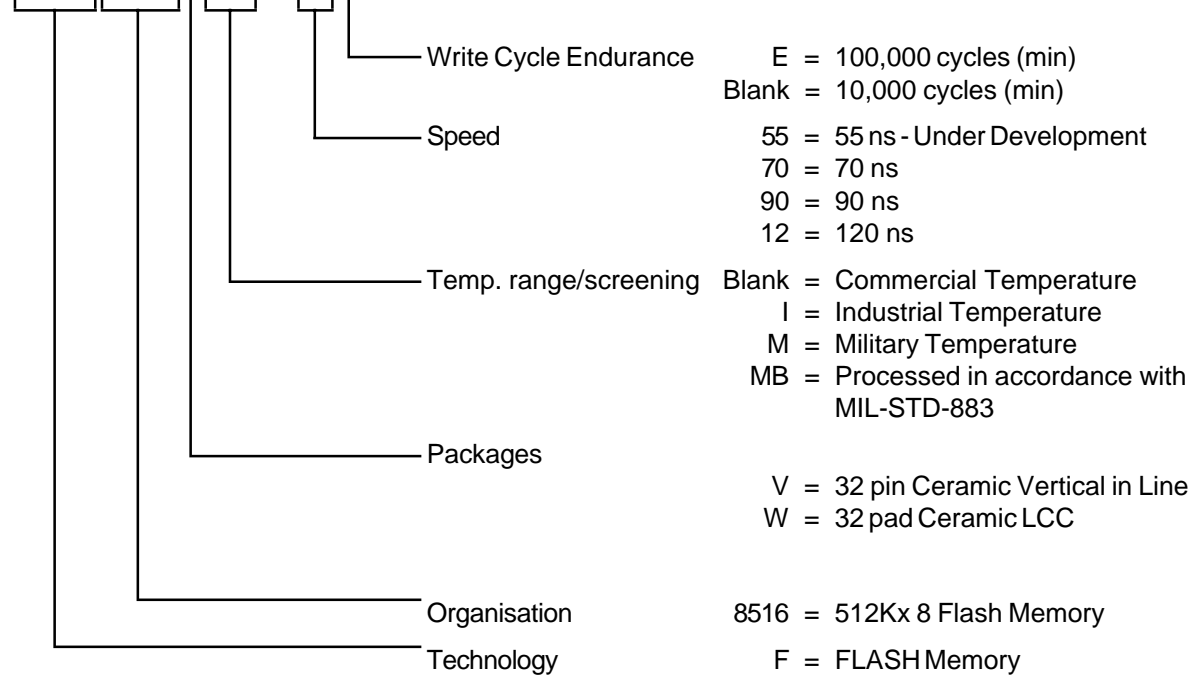 Write Cycle Endurance E = 100,000 cycles (min)
Blank = 10,000 cycles (min)
Speed 55 = 55 ns - Under Development
70 = 70 ns
90 = 90 ns
12 = 120 ns
Temp. range/screening Blank = Commercial Temperature
I = Industrial Temperature
M = Military Temperature
MB = Processed in accordance with
MIL-STD-883
Packages
V = 32 pin Ceramic Vertical in Line
W = 32 pad Ceramic LCC
Organisation 8516 = 512Kx 8 Flash Memory
Technology F = FLASH Memory